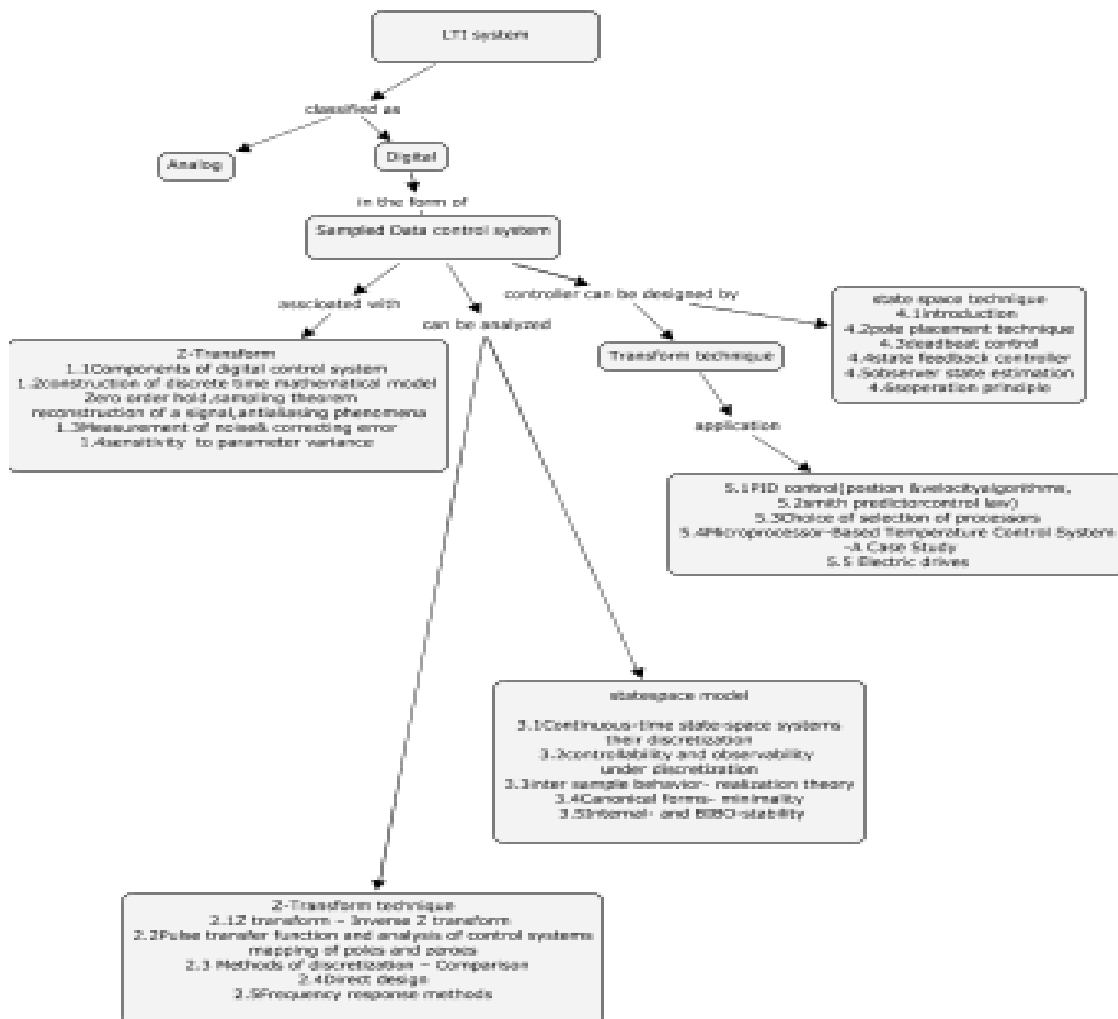 LTI system
classified as
Analog
Digital
in the form of
Sampled Data control system
associated with
can be analyzed
controller can be designed by
Z-Transform
1.1Components of digital control system
1.2construction of discrete time mathematical model
Zero order hold,sampling theorem
reconstruction of a signal,antialiasing phenomena
1.3Measurement of noise& correcting error
1.4sensitivity to parameter variance
Transform technique
state space technique
4.1introduction
4.2pole placement technique
4.3deadbeat control
4.4state feedback controller
4.5observer state estimation
4.6seperation principle
application
5.1PID control(postion &velocityalgorithms,
5.2smith predictorcontrol law)
5.3Choice of selection of processors
5.4Microprocessor-Based Temperature Control System
-A Case Study
5.5 Electric drives
statespace model
3.1Continuous-time state-space systems
their discretization
3.2controllability and observability
under discretization
3.3inter sample behavior- realization theory
3.4Canonical forms- minimality
3.5Internal- and BIBO-stability
Z-Transform technique
2.1Z transform – Inverse Z transform
2.2Pulse transfer function and analysis of control systems
mapping of poles and zeroes
2.3 Methods of discretization – Comparison
2.4Direct design
2.5Frequency response methods